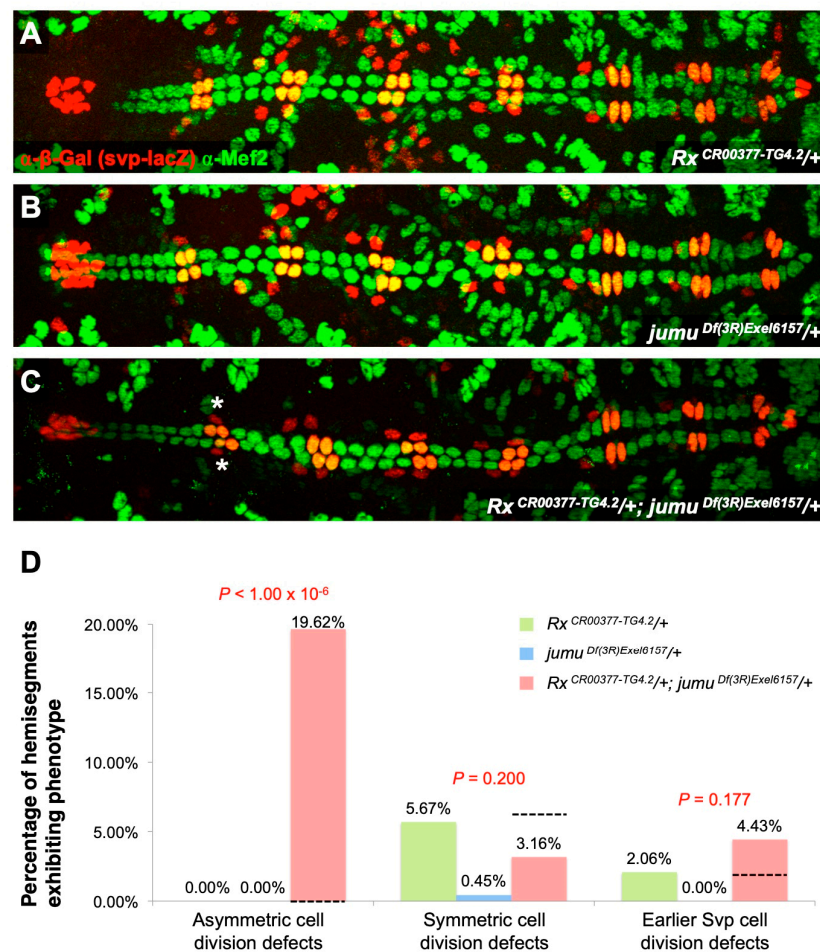 A
α-β-Gal (svp-lacZ) α-Mef2
Rx CR00377-TG4.2/+
B
jumu Df(3R)Exel6157/+
C
*
*
Rx CR00377-TG4.2/+; jumu Df(3R)Exel6157/+
D
P < 1.00 x 10-6
20.00%
15.00%
10.00%
5.00%
0.00%
Percentage of hemisegments
exhibiting phenotype
Rx CR00377-TG4.2/+
jumu Df(3R)Exel6157/+
Rx CR00377-TG4.2/+; jumu Df(3R)Exel6157/+
0.00% 0.00% 19.62%
P = 0.200
5.67% 0.45% 3.16%
P = 0.177
2.06% 0.00% 4.43%
Asymmetric cell
division defects
Symmetric cell
division defects
Earlier Svp cell
division defects